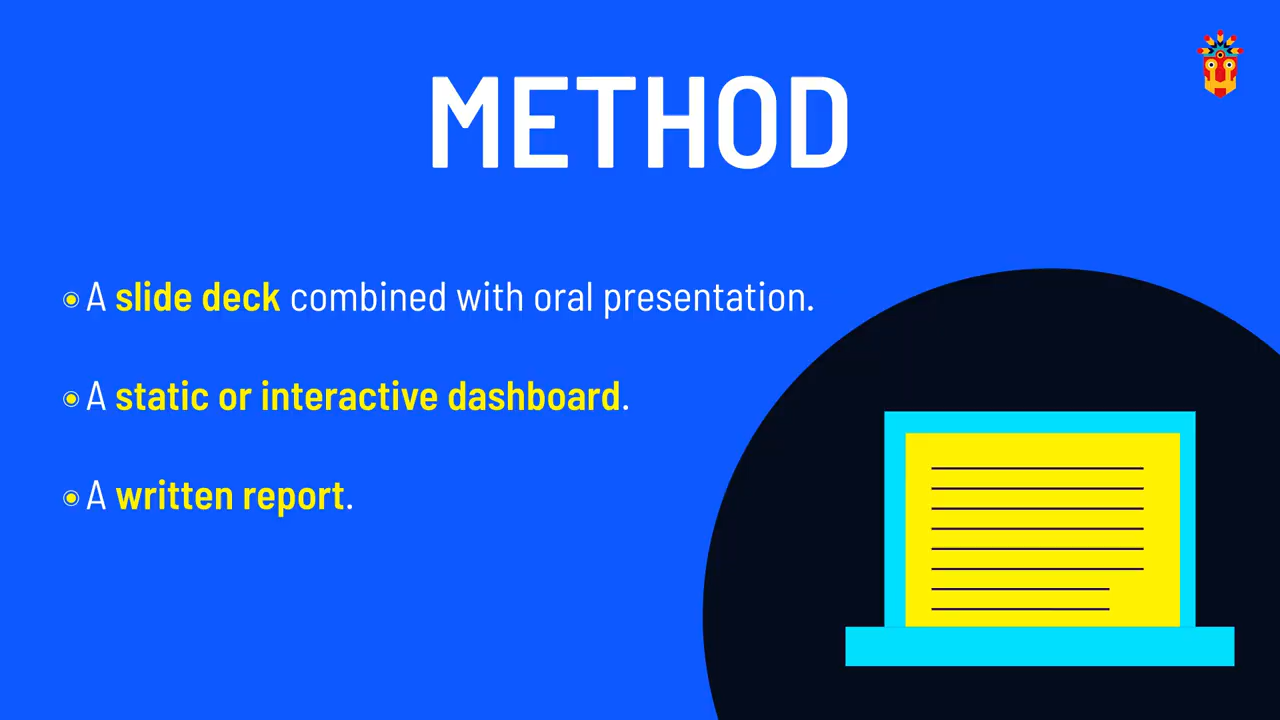 METHOD
A slide deck combined with oral presentation.
A static or interactive dashboard.
A written report.